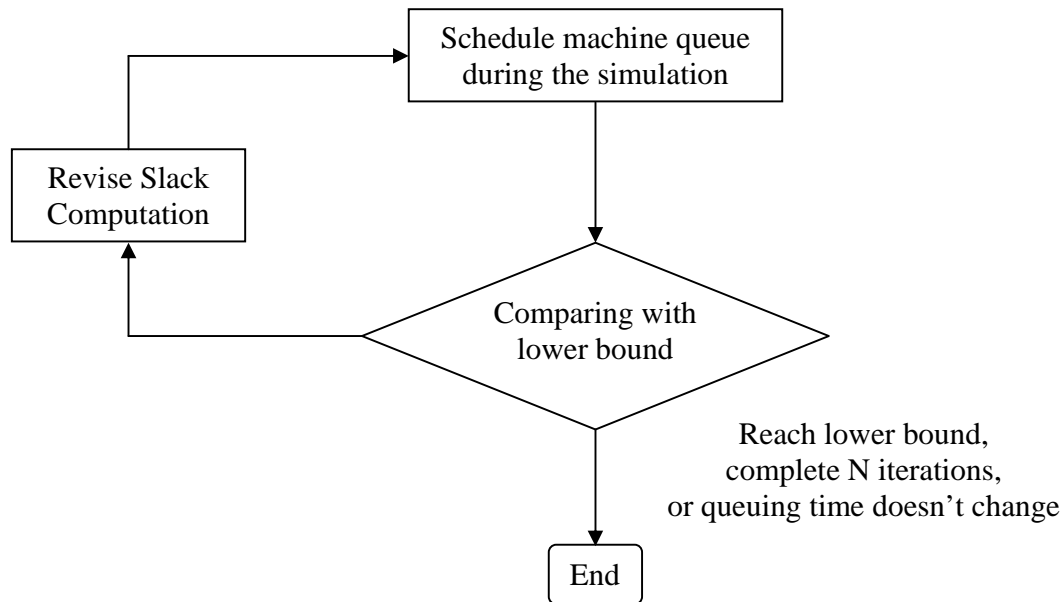 Schedule machine queue
during the simulation
Revise Slack
Computation
Comparing with
lower bound
Reach lower bound,
complete N iterations,
or queuing time doesn't change
End